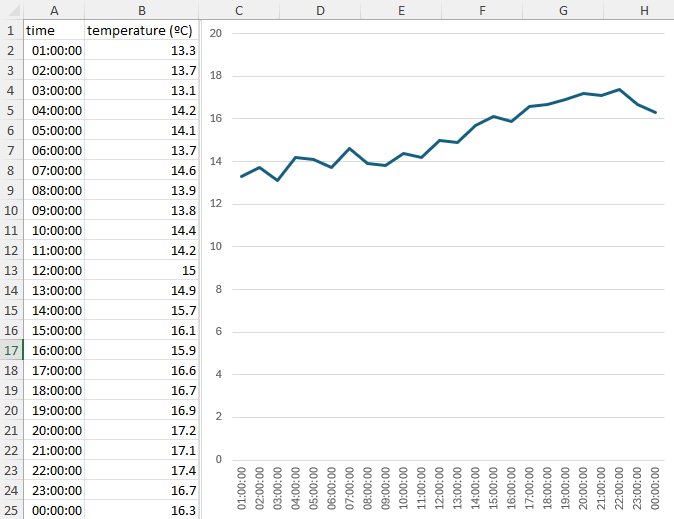 A B C D E F G H
1 time temperature (ºC)
2 01:00:00 13.3
3 02:00:00 13.7
4 03:00:00 13.1
5 04:00:00 14.2
6 05:00:00 14.1
7 06:00:00 13.7
8 07:00:00 14.6
9 08:00:00 13.9
10 09:00:00 13.8
11 10:00:00 14.4
12 11:00:00 14.2
13 12:00:00 15
14 13:00:00 14.9
15 14:00:00 15.7
16 15:00:00 16.1
17 16:00:00 15.9
18 17:00:00 16.6
19 18:00:00 16.7
20 19:00:00 16.9
21 20:00:00 17.2
22 21:00:00 17.1
23 22:00:00 17.4
24 23:00:00 16.7
25 00:00:00 16.3
20
18
16
14
12
10
8
6
4
2
0
01:00:00
02:00:00
03:00:00
04:00:00
05:00:00
06:00:00
07:00:00
08:00:00
09:00:00
10:00:00
11:00:00
12:00:00
13:00:00
14:00:00
15:00:00
16:00:00
17:00:00
18:00:00
19:00:00
20:00:00
21:00:00
22:00:00
23:00:00
00:00:00